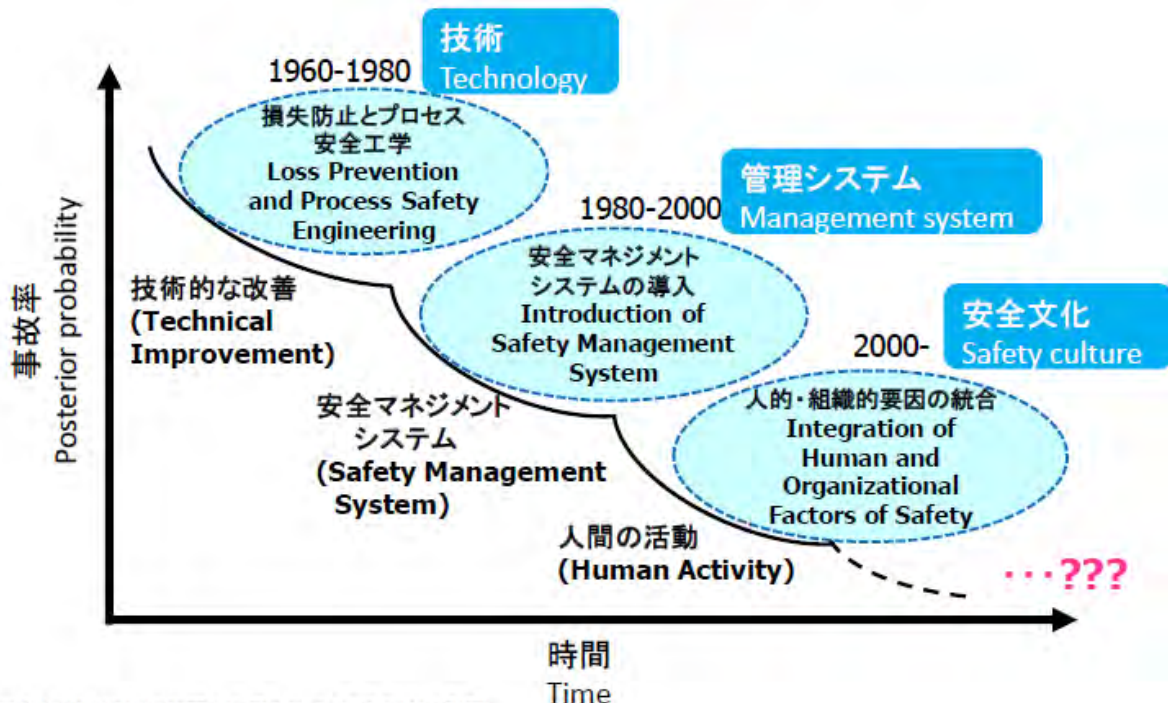 技術
Technology
1960-1980
損失防止とプロセス
安全工学
Loss Prevention
and Process Safety
Engineering
管理システム
Management system
1980-2000
安全マネジメント
システムの導入
Introduction of
Safety Management
System
安全文化
Safety culture
2000-
人的・組織的要因の統合
Integration of
Human and
Organizational
Factors of Safety
技術的な改善
(Technical
Improvement)
安全マネジメント
システム
(Safety Management
System)
人間の活動
(Human Activity)
･･･???
事故率
Posterior probability
時間
Time